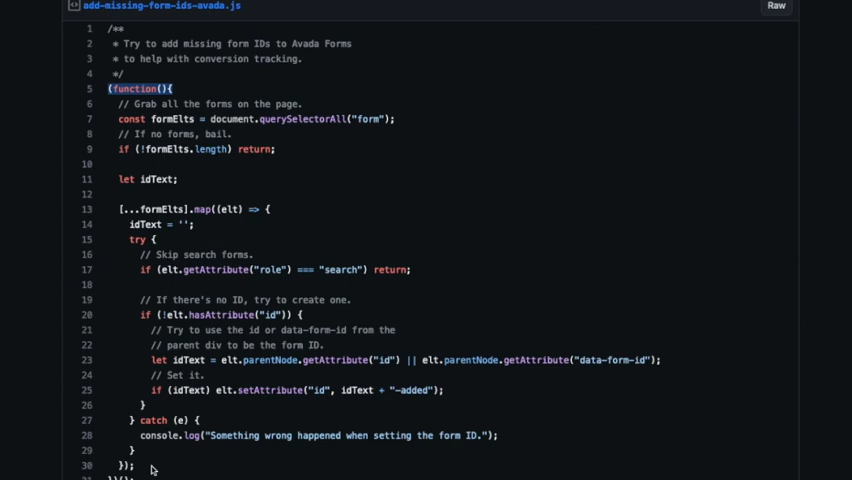 add-missing-form-ids-avada.js
Raw
1 /**
2 * Try to add missing form IDs to Avada Forms
3 * to help with conversion tracking.
4 */
5 (function(){
6 // Grab all the forms on the page.
7 const formElts = document.querySelectorAll("form");
8 // If no forms, bail.
9 if (!formElts.length) return;
10
11 let idText;
12
13 [...formElts].map((elt) => {
14 idText = '';
15 try {
16 // Skip search forms.
17 if (elt.getAttribute("role") === "search") return;
18
19 // If there's no ID, try to create one.
20 if (!elt.hasAttribute("id")) {
21 // Try to use the id or data-form-id from the
22 // parent div to be the form ID.
23 let idText = elt.parentNode.getAttribute("id") || elt.parentNode.getAttribute("data-form-id");
24 // Set it.
25 if (idText) elt.setAttribute("id", idText + "-added");
26 }
27 } catch (e) {
28 console.log("Something wrong happened when setting the form ID.");
29 }
30 });